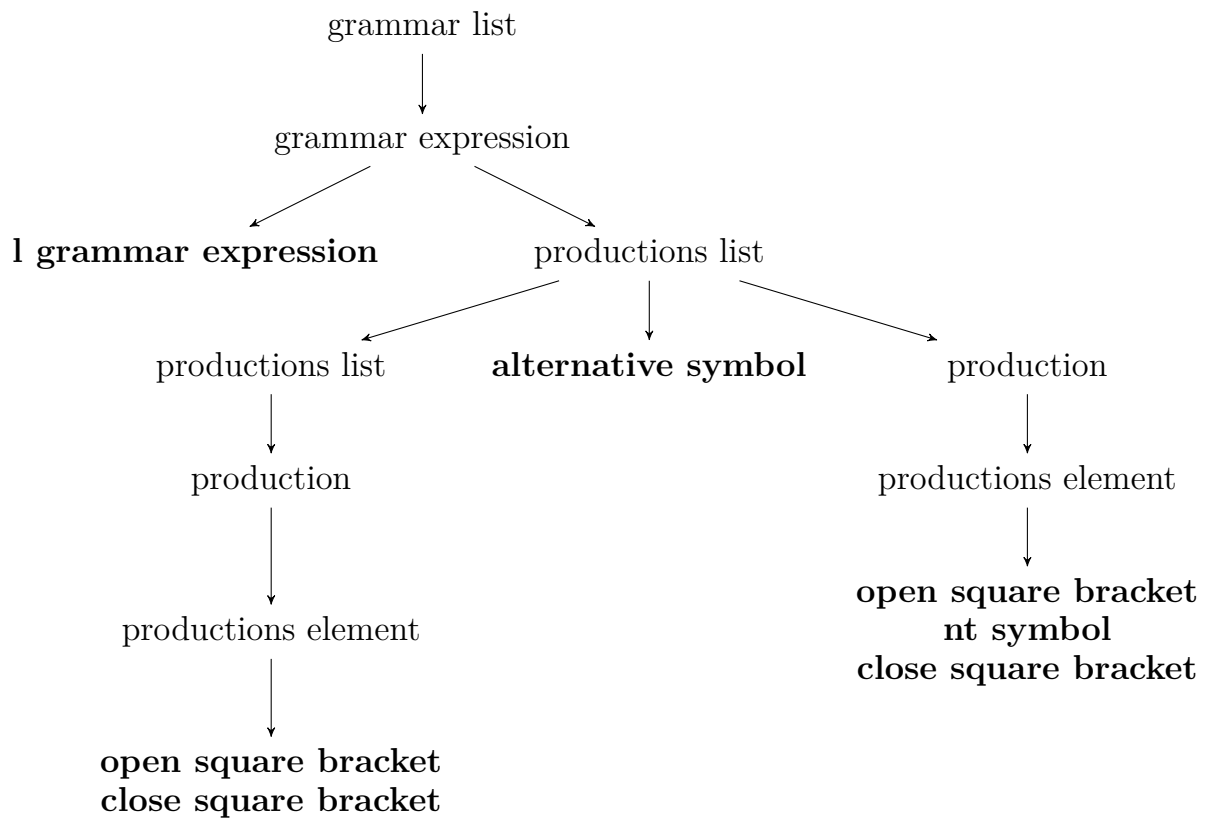 grammar list
grammar expression
l grammar expression
productions list
productions list
alternative symbol
production
production
productions element
open square bracket
nt symbol
close square bracket
productions element
open square bracket
close square bracket